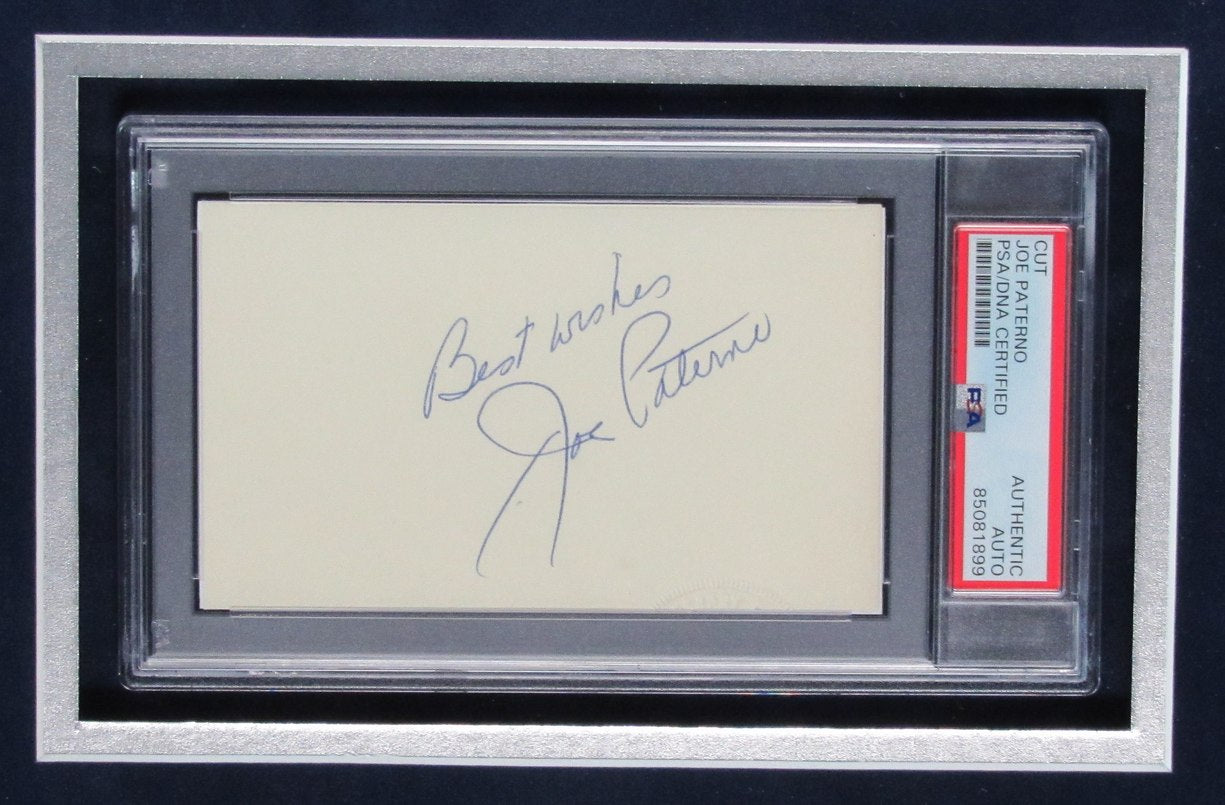 Best wishes
Joe Paterno
CUT
JOE PATERNO
PSA/DNA CERTIFIED
AUTHENTIC
AUTO
85081899
PSA